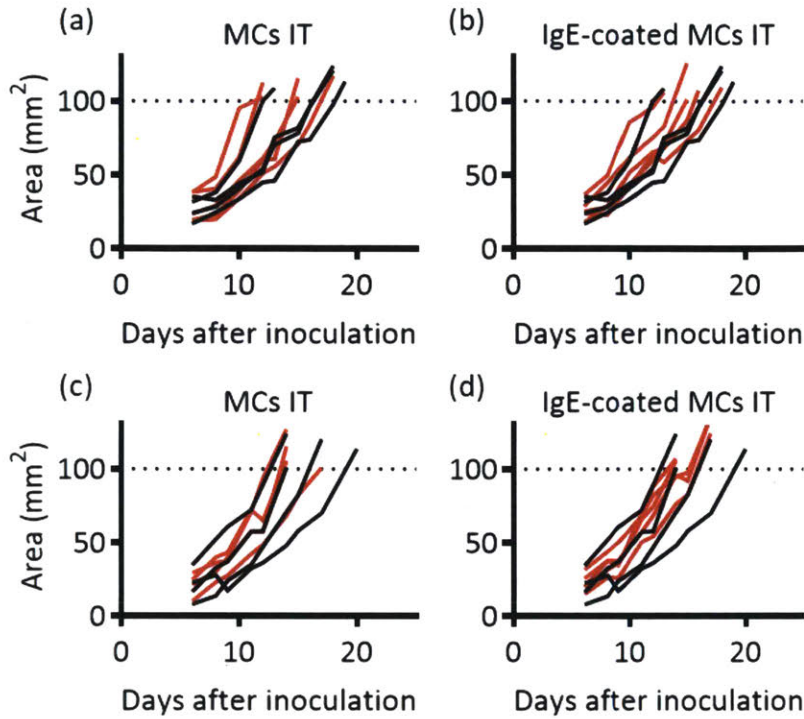 (a)
MCs IT
Area (mm²)
100
50
0
0 10 20
Days after inoculation
(b)
IgE-coated MCs IT
100
50
0
0 10 20
Days after inoculation
(c)
MCs IT
Area (mm²)
100
50
0
0 10 20
Days after inoculation
(d)
IgE-coated MCs IT
100
50
0
0 10 20
Days after inoculation